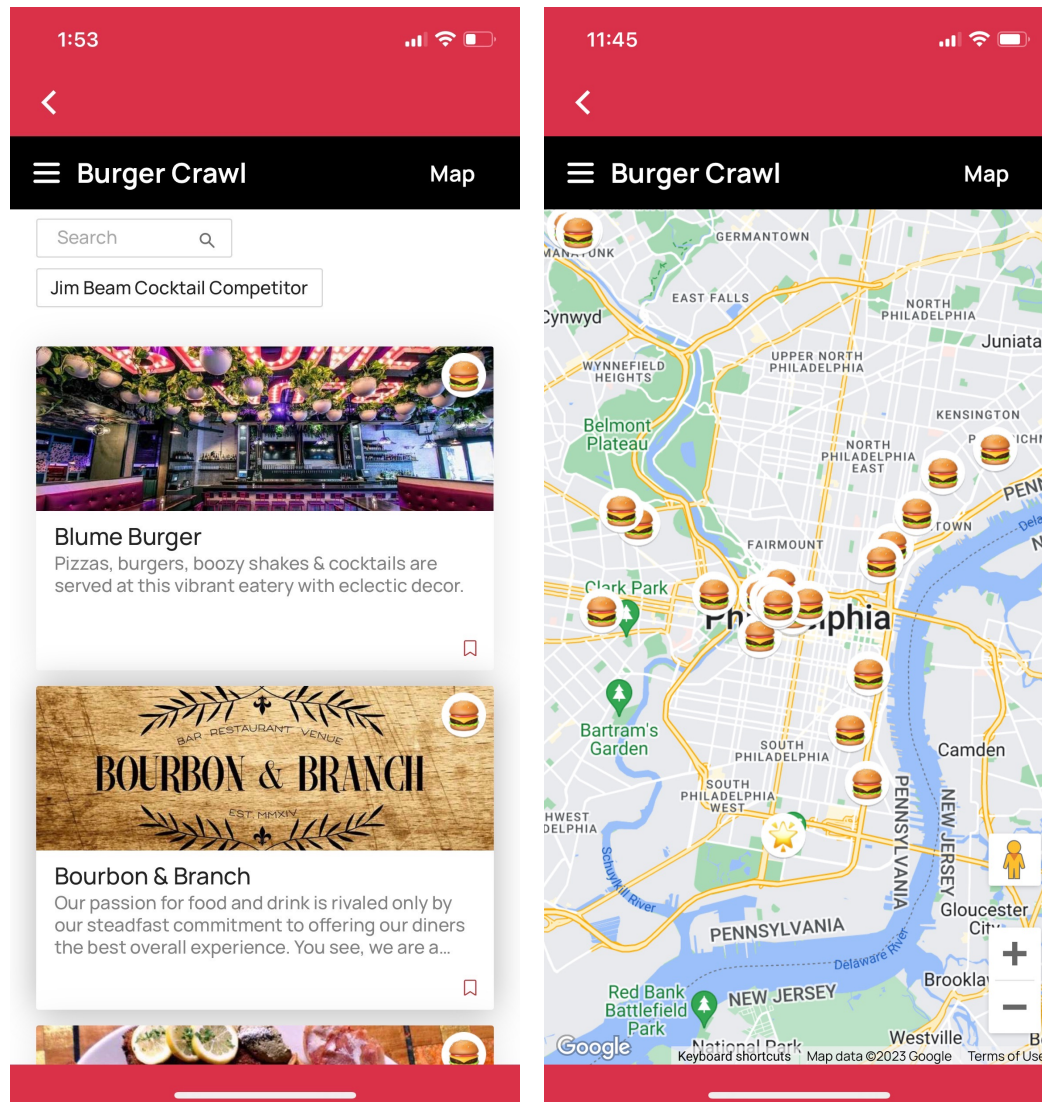 1:53
Burger Crawl
Map
Search
Jim Beam Cocktail Competitor
Blume Burger
Pizzas, burgers, boozy shakes & cocktails are
served at this vibrant eatery with eclectic decor.
BAR RESTAURANT VENUE
BOURBON & BRANCH
EST. MMXIV
Bourbon & Branch
Our passion for food and drink is rivaled only by
our steadfast commitment to offering our diners
the best overall experience. You see, we are a...
11:45
Burger Crawl
Map
GERMANTOWN
EAST FALLS
NORTH
PHILADELPHIA
Juniata
UPPER NORTH
PHILADELPHIA
WYNNEFIELD
HEIGHTS
KENSINGTON
Belmont
Plateau
NORTH
PHILADELPHIA
EAST
FAIRMOUNT
Clark Park
Bartram's
Garden
SOUTH
PHILADELPHIA
Camden
SOUTH
PHILADELPHIA
WEST
PENNSYLVANIA
NEW JERSEY
Schuylkill River
Gloucester
City
PENNSYLVANIA
Delaware River
Red Bank
Battlefield
Park
NEW JERSEY
Westville
Google
National Park
Keyboard shortcuts
Map data ©2023 Google
Terms of Use